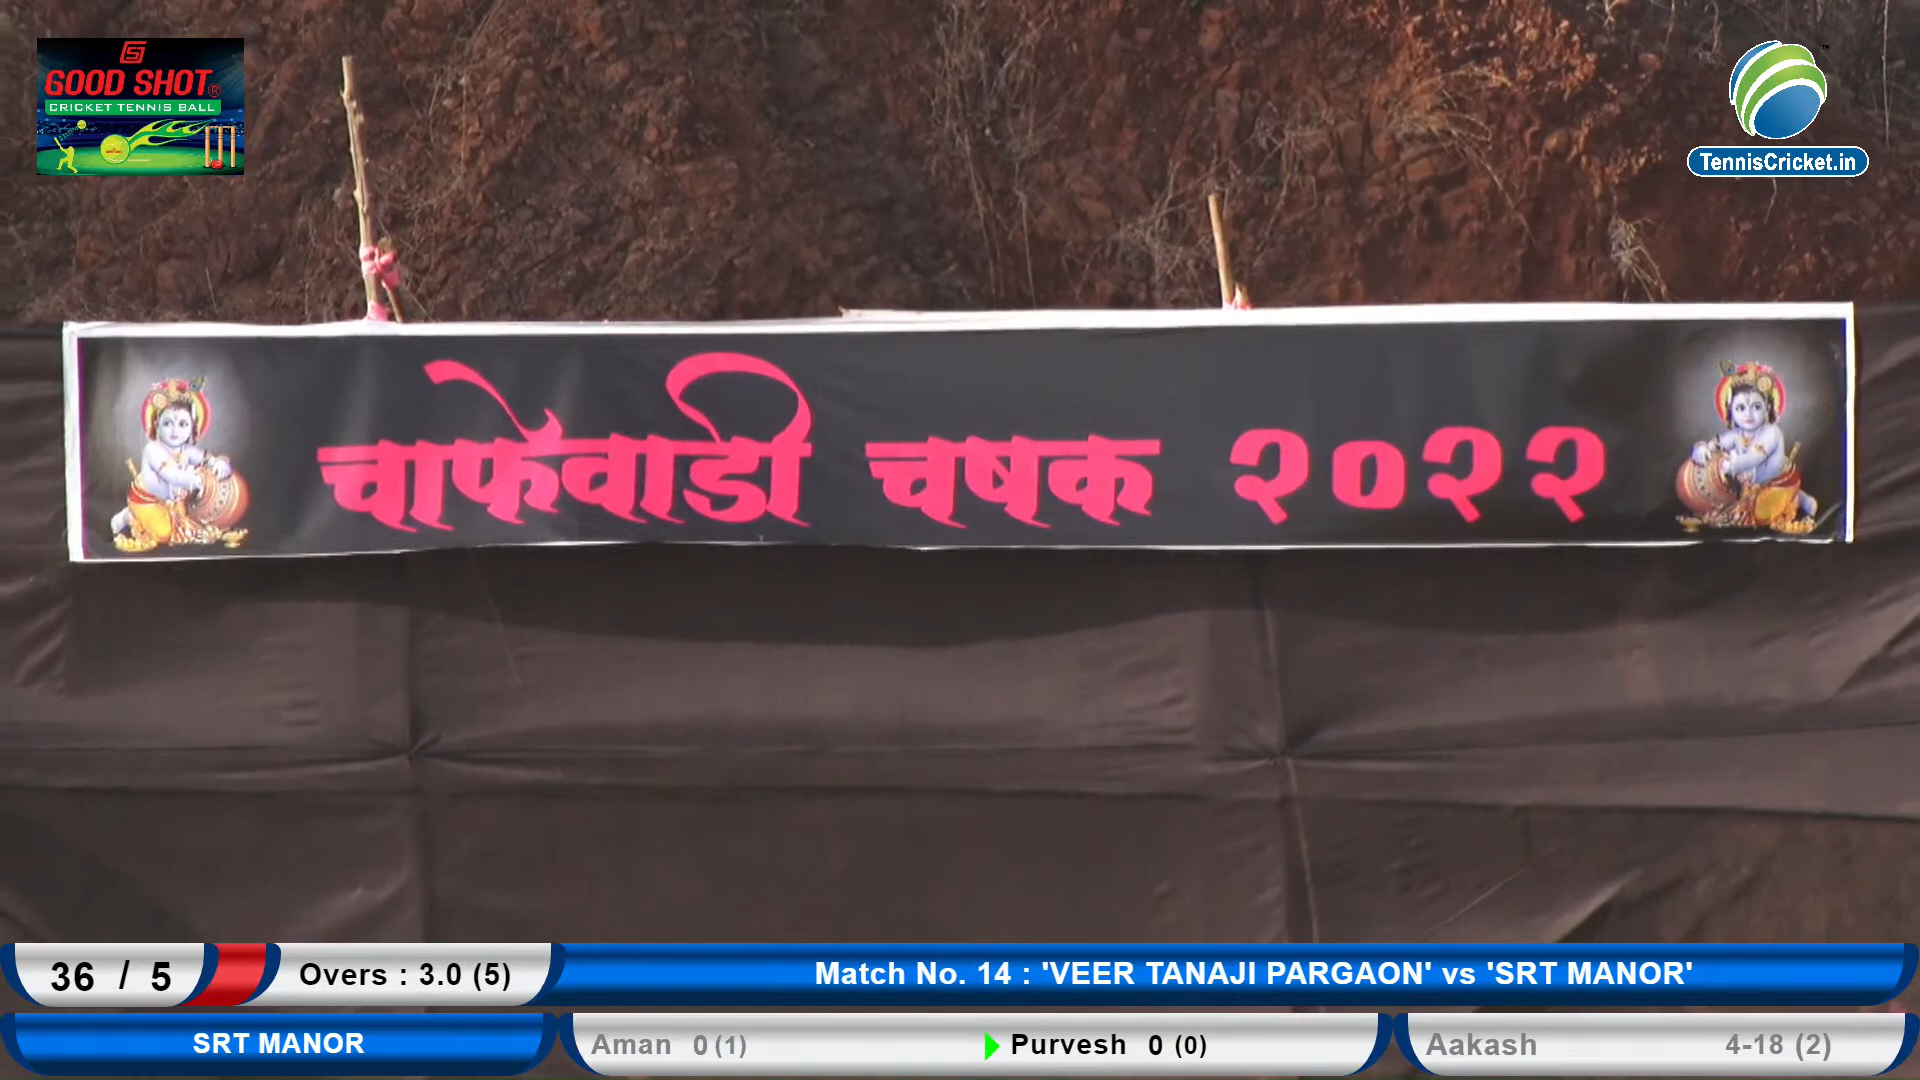 GOOD SHOT®
CRICKET TENNIS BALL
TM
TennisCricket.in
चाफेवाडी चषक २०२२
36 / 5
Overs : 3.0 (5)
Match No. 14 : 'VEER TANAJI PARGAON' vs 'SRT MANOR'
SRT MANOR
Aman 0 (1)
Purvesh 0 (0)
Aakash 4-18 (2)